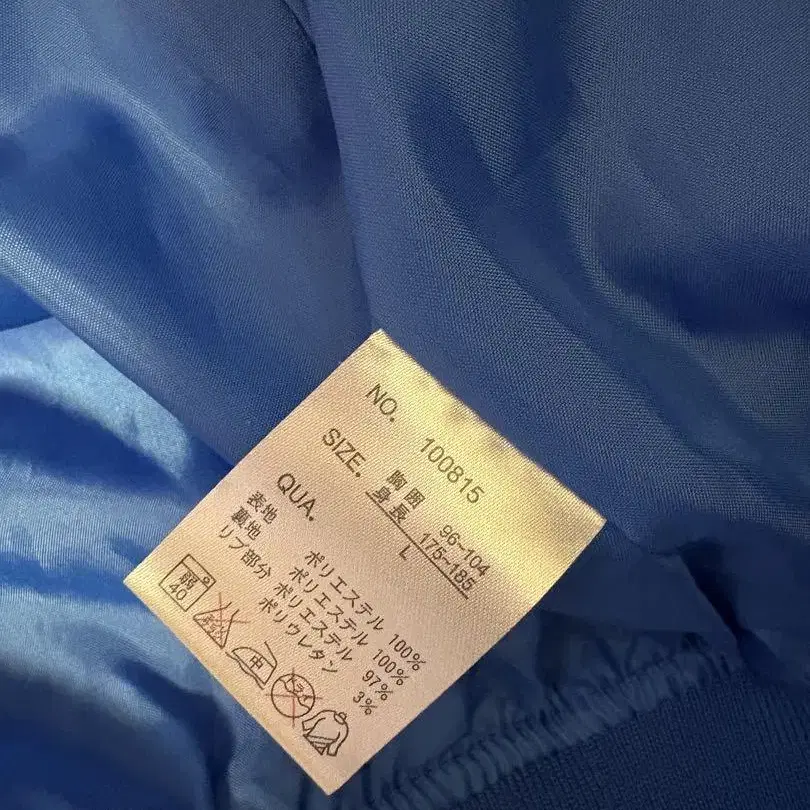 NO. 100815
SIZE. 胸囲 96~104
身長 175~185
L
QUA.
表地 ポリエステル 100%
裏地 ポリエステル 100%
リブ部分 ポリエステル 97%
ポリウレタン 3%
弱 40 中